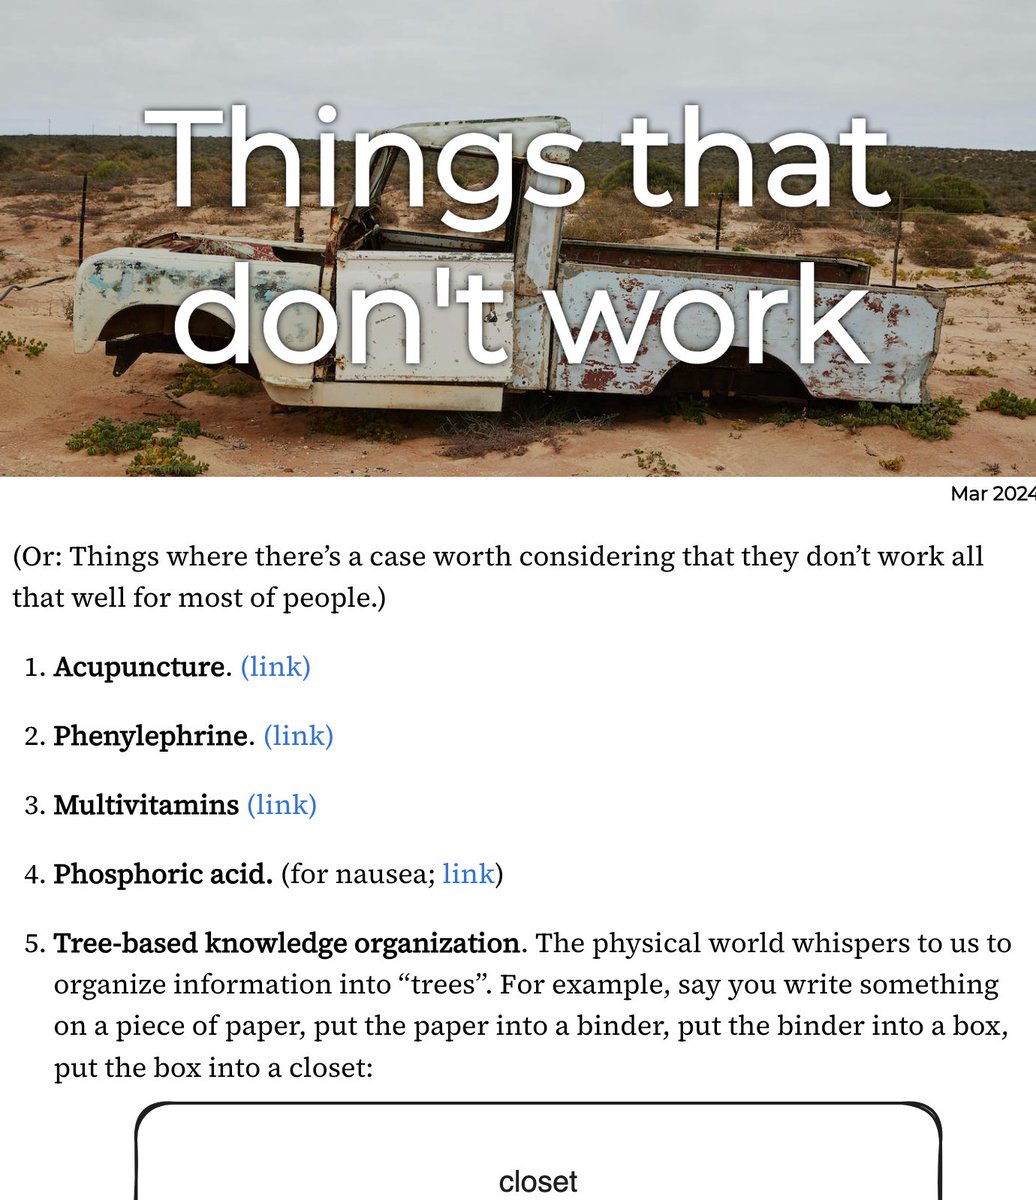 Things that
don't work
Mar 2024
(Or: Things where there’s a case worth considering that they don’t work all
that well for most of people.)
1. Acupuncture. (link)
2. Phenylephrine. (link)
3. Multivitamins (link)
4. Phosphoric acid. (for nausea; link)
5. Tree-based knowledge organization. The physical world whispers to us to
organize information into “trees”. For example, say you write something
on a piece of paper, put the paper into a binder, put the binder into a box,
put the box into a closet:
closet